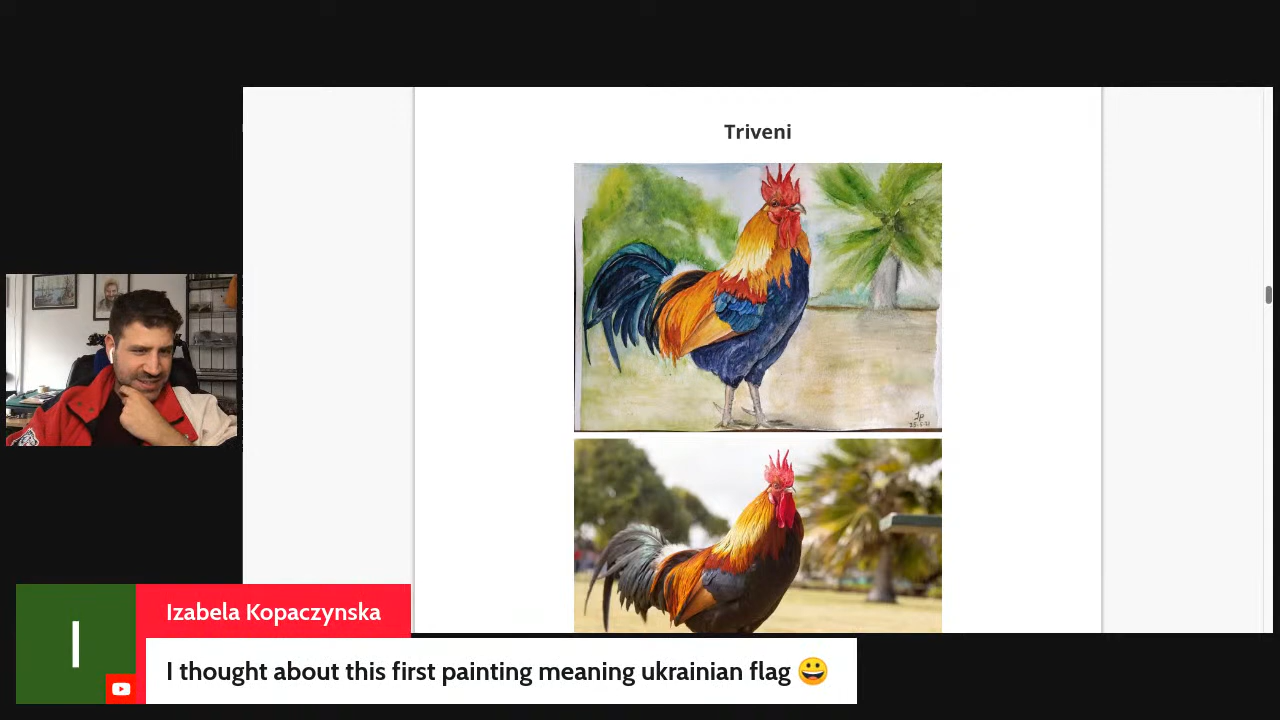 Triveni
Izabela Kopaczynska
I
I thought about this first painting meaning ukrainian flag 😀